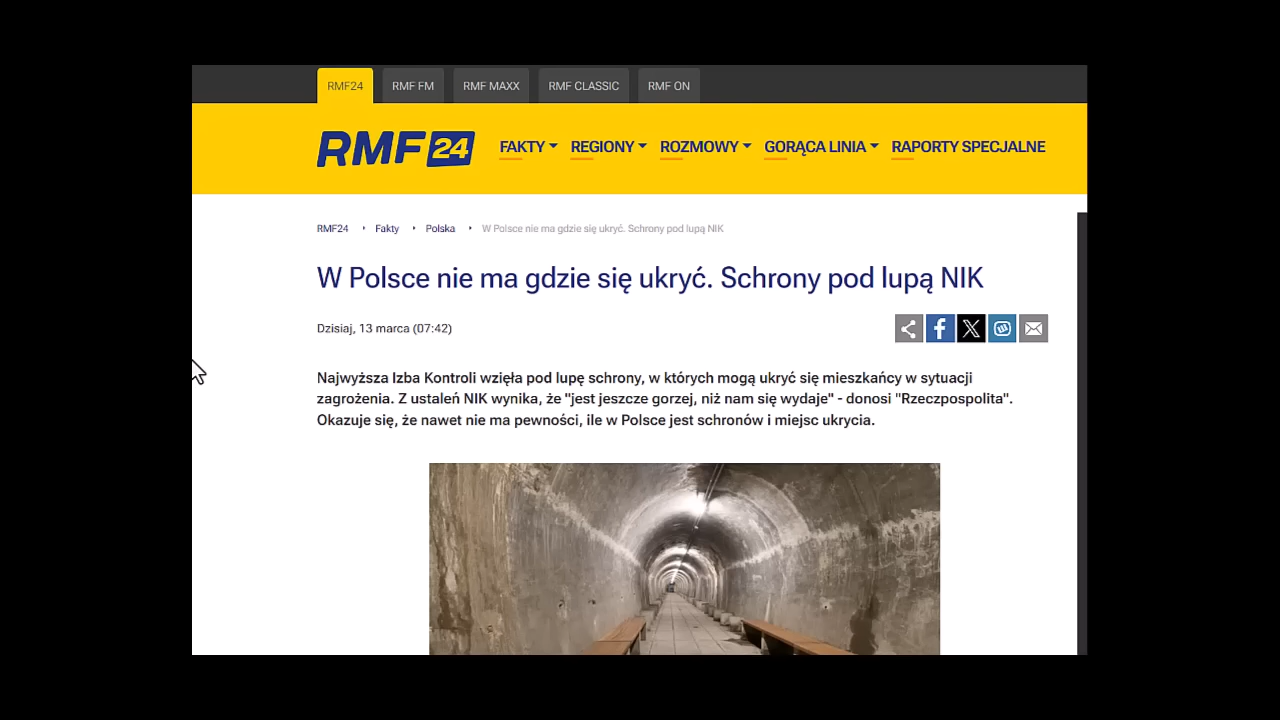 RMF24 RMF FM RMF MAXX RMF CLASSIC RMF ON
RMF24 FAKTY REGIONY ROZMOWY GORĄCA LINIA RAPORTY SPECJALNE
RMF24 Fakty Polska W Polsce nie ma gdzie się ukryć. Schrony pod lupą NIK
W Polsce nie ma gdzie się ukryć. Schrony pod lupą NIK
Dzisiaj, 13 marca (07:42)
Najwyższa Izba Kontroli wzięła pod lupę schrony, w których mogą ukryć się mieszkańcy w sytuacji
zagrożenia. Z ustaleń NIK wynika, że "jest jeszcze gorzej, niż nam się wydaje" - donosi "Rzeczpospolita".
Okazuje się, że nawet nie ma pewności, ile w Polsce jest schronów i miejsc ukrycia.